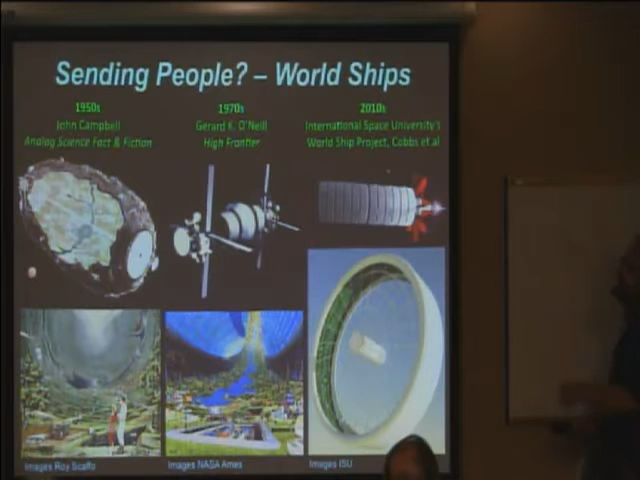 Sending People? – World Ships
1950s
John Campbell
Analog Science Fact & Fiction
1970s
Gerard K. O'Neill
High Frontier
2010s
International Space University's
World Ship Project, Cobbs et al
Images Roy Scaffo
Images NASA Ames
Images ISU